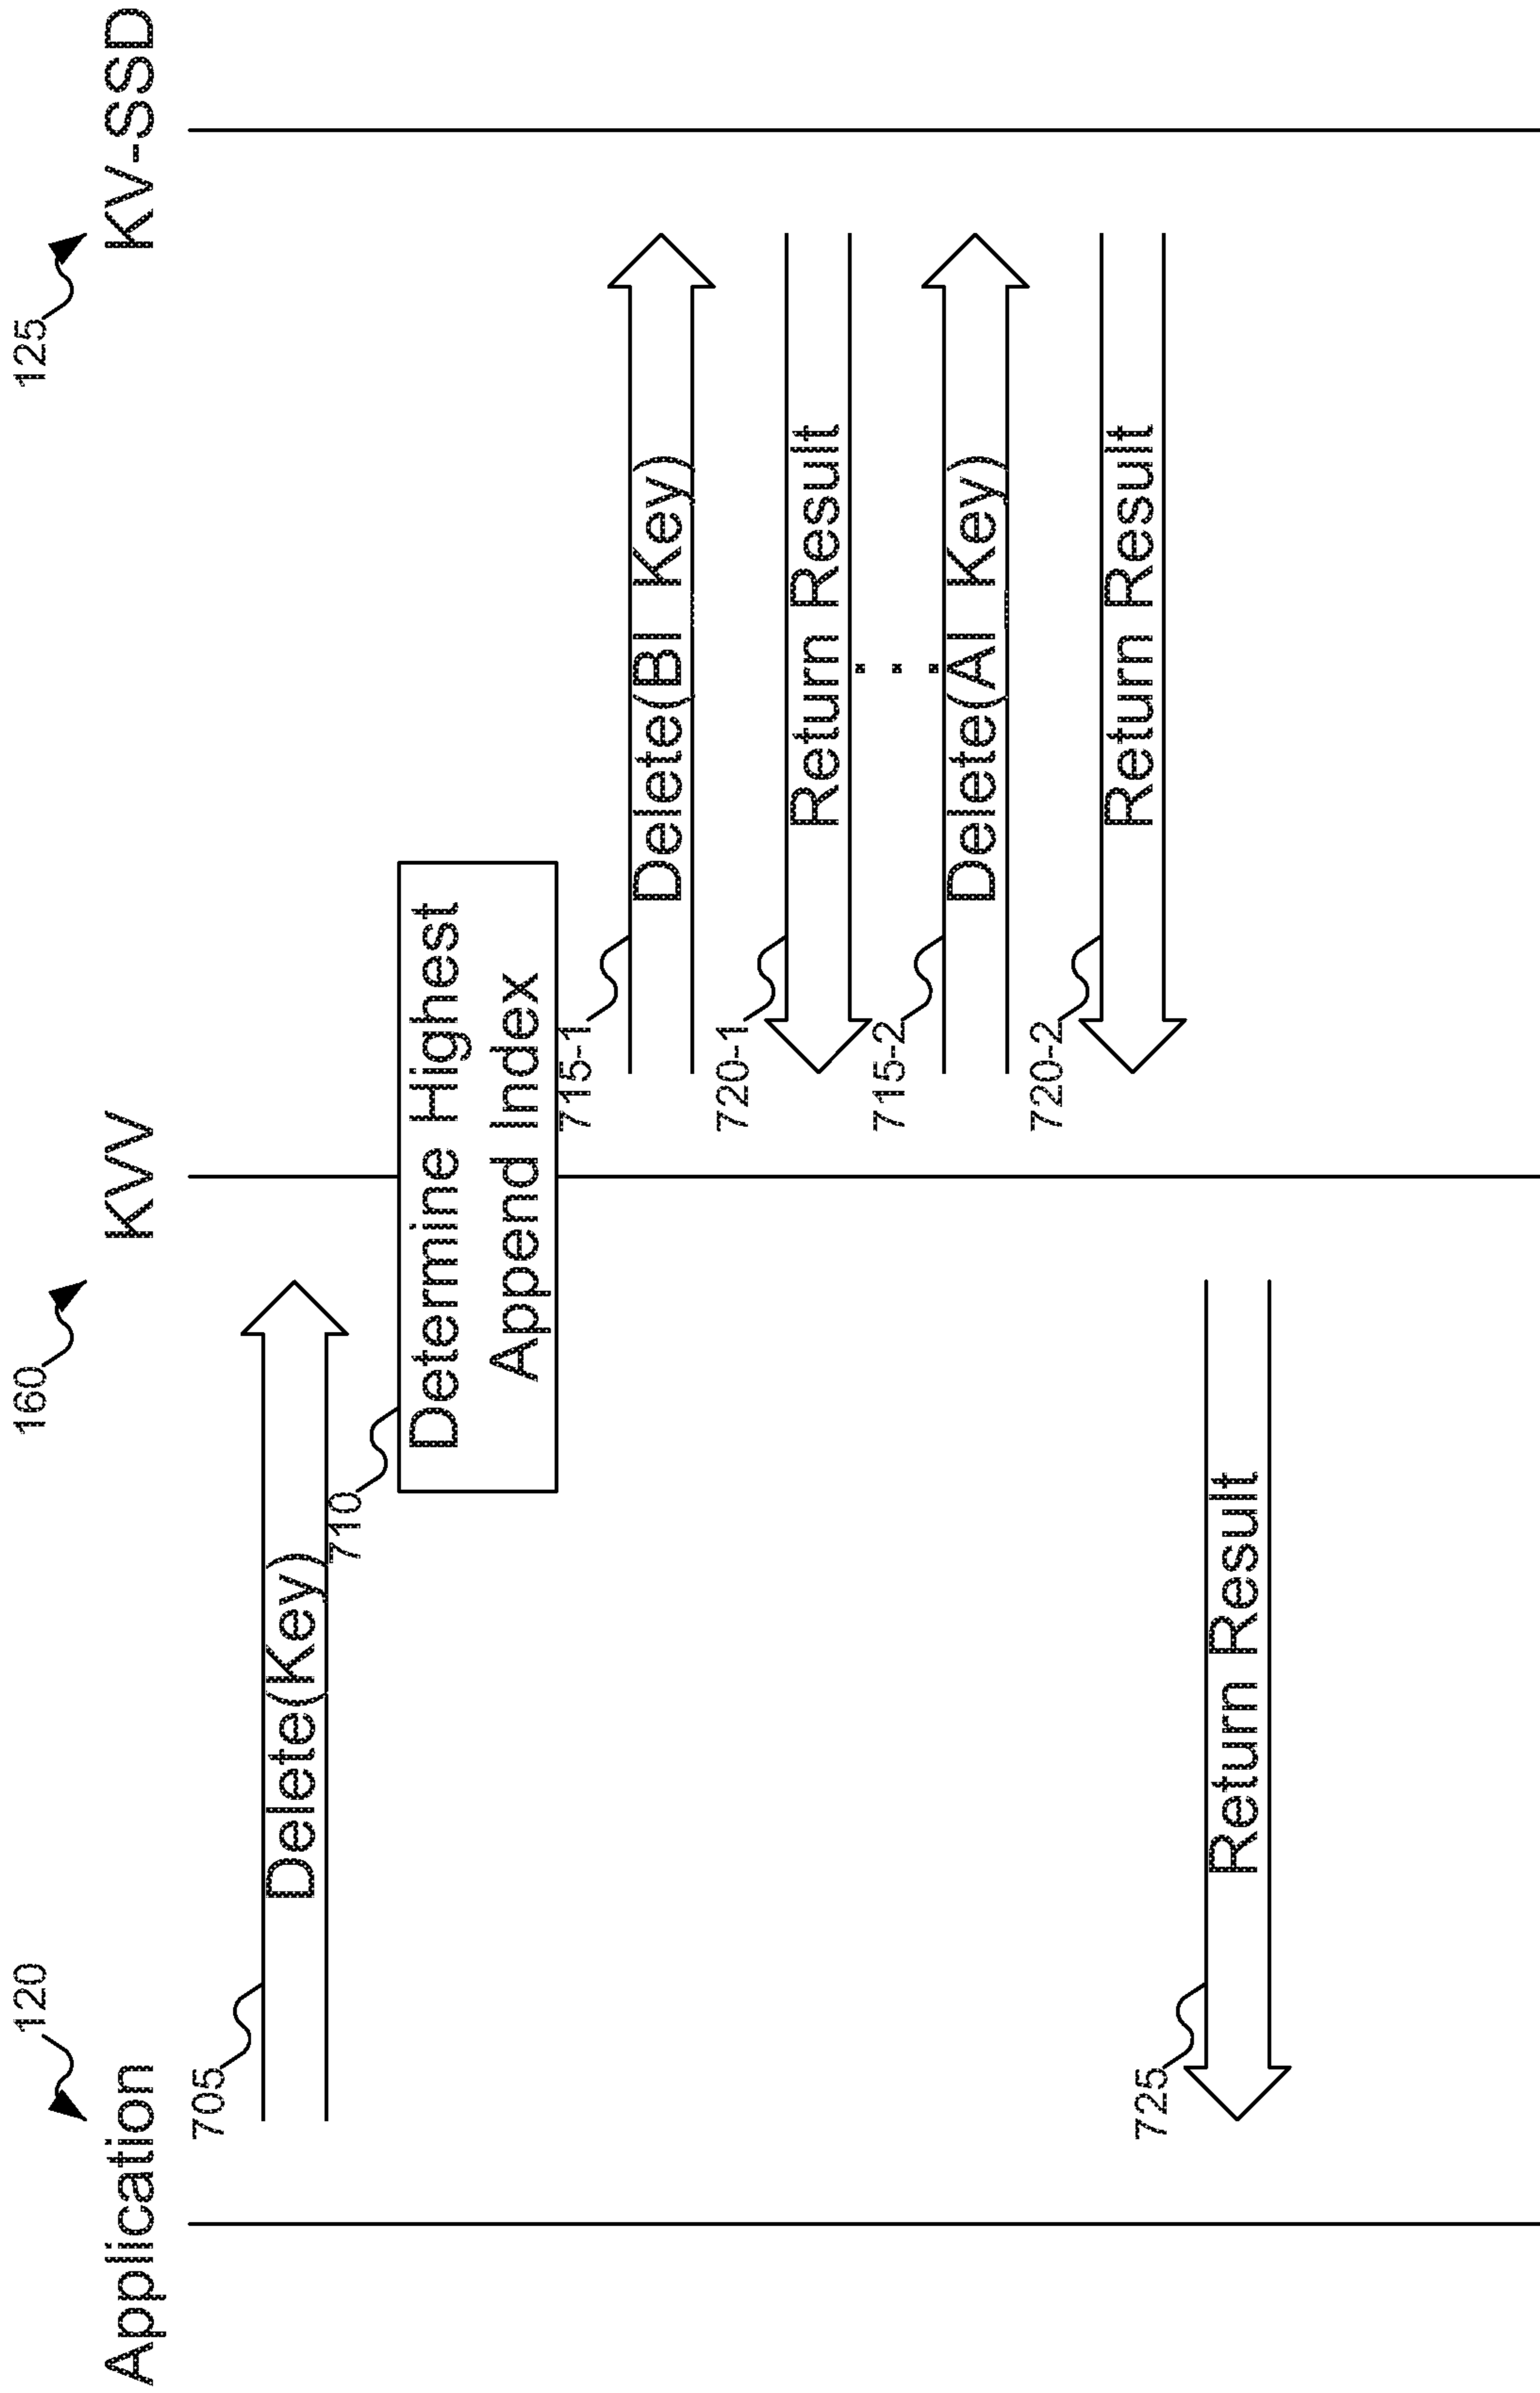 120
160
125
Application
KVV
KV-SSD
705
Delete(Key)
710
Determine Highest
Append Index
715-1
Delete(BI_Key)
720-1
Return Result
. . .
715-2
Delete(AI_Key)
720-2
Return Result
725
Return Result